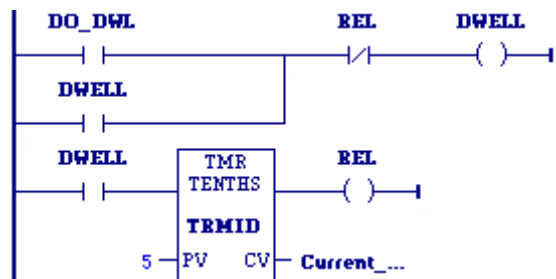 DO_DWL REL DWELL
DWELL
DWELL TMR REL
TENTHS
TRMID
5 PV CV Current_...